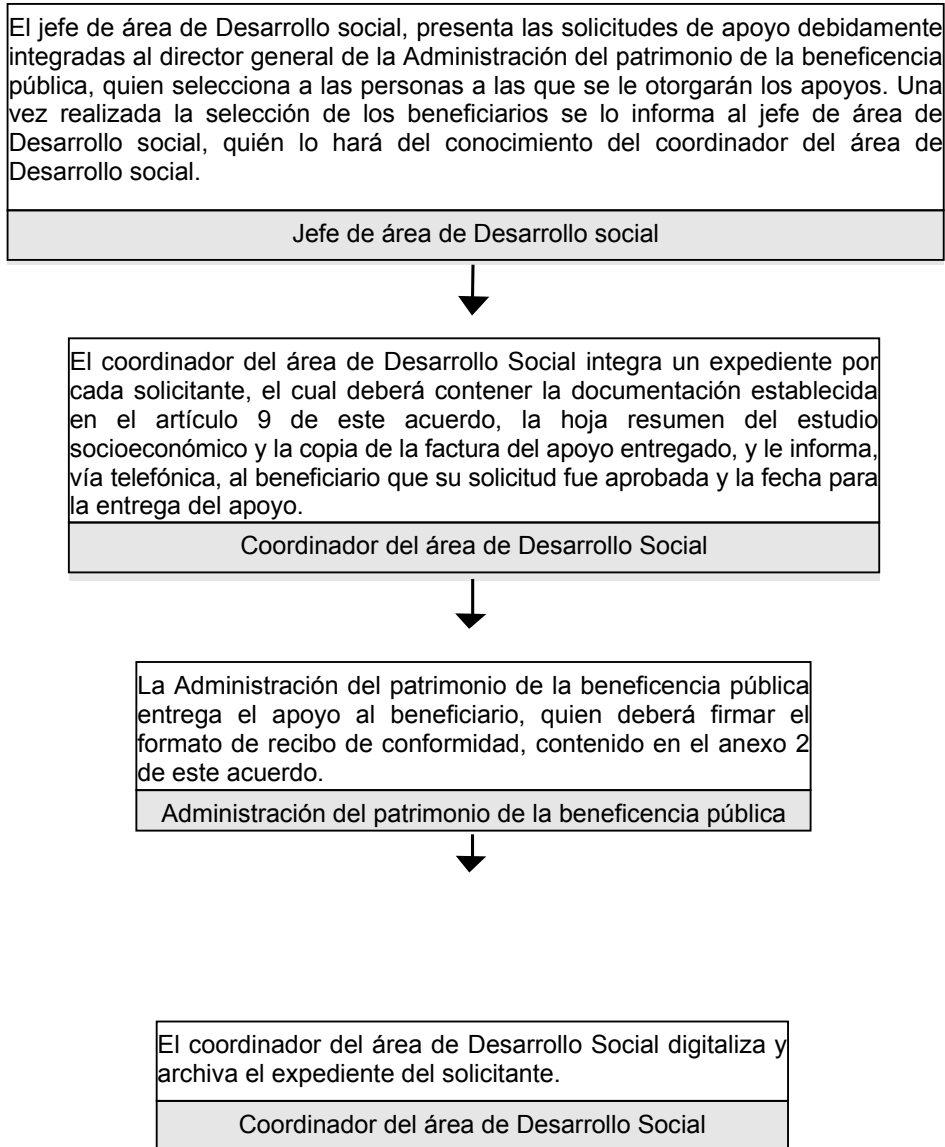 El jefe de área de Desarrollo social, presenta las solicitudes de apoyo debidamente
integradas al director general de la Administración del patrimonio de la beneficencia
pública, quien selecciona a las personas a las que se le otorgarán los apoyos. Una
vez realizada la selección de los beneficiarios se lo informa al jefe de área de
Desarrollo social, quién lo hará del conocimiento del coordinador del área de
Desarrollo social.
Jefe de área de Desarrollo social
El coordinador del área de Desarrollo Social integra un expediente por
cada solicitante, el cual deberá contener la documentación establecida
en el artículo 9 de este acuerdo, la hoja resumen del estudio
socioeconómico y la copia de la factura del apoyo entregado, y le informa,
vía telefónica, al beneficiario que su solicitud fue aprobada y la fecha para
la entrega del apoyo.
Coordinador del área de Desarrollo Social
La Administración del patrimonio de la beneficencia pública
entrega el apoyo al beneficiario, quien deberá firmar el
formato de recibo de conformidad, contenido en el anexo 2
de este acuerdo.
Administración del patrimonio de la beneficencia pública
El coordinador del área de Desarrollo Social digitaliza y
archiva el expediente del solicitante.
Coordinador del área de Desarrollo Social